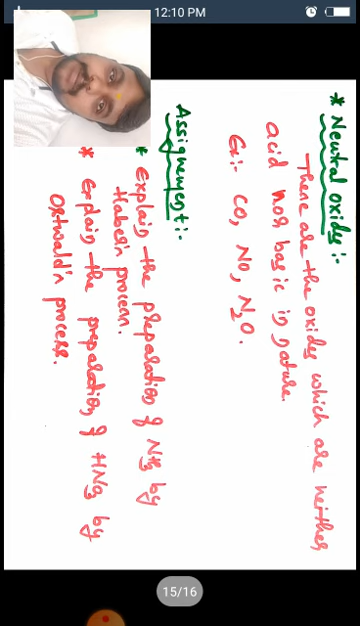 12:10 PM
* Neutral oxides :-
These are the oxides which are neither
acid nor basic in nature.
Eg:- CO, NO, N₂O.
Assignment :-
* Explain the preparation of NH₃ by
Haber's process.
* Explain the preparation of HNO₃ by
Ostwald's process.
15/16